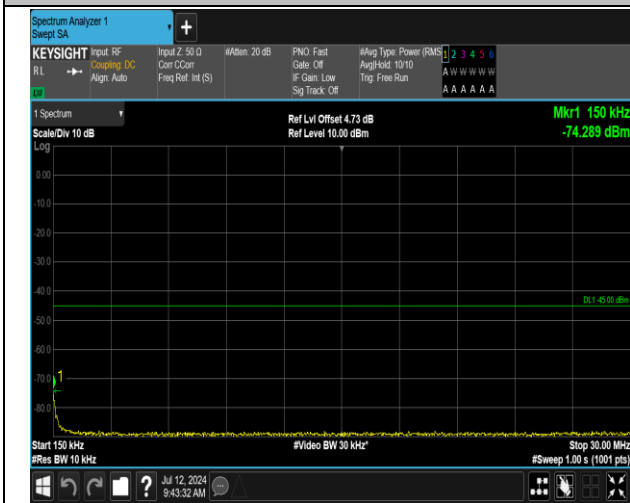 Spectrum Analyzer 1
Swept SA
+
KEYSIGHT
RL
Input: RF
Coupling: DC
Align: Auto
Input Z: 50 Ω
Corr CCorr
Freq Ref: Int (S)
#Atten: 20 dB
PNO: Fast
Gate: Off
IF Gain: Low
Sig Track: Off
#Avg Type: Power (RMS
Avg|Hold: 10/10
Trig: Free Run
1 2 3 4 5 6
A W W W W W
A A A A A A
1 Spectrum
Scale/Div 10 dB
Ref Lvl Offset 4.73 dB
Ref Level 10.00 dBm
Mkr1 150 kHz
-74.289 dBm
Log
0.00
-10.0
-20.0
-30.0
-40.0
DL1 -45.00 dBm
-50.0
-60.0
-70.0
1
-80.0
Start 150 kHz
#Video BW 30 kHz*
Stop 30.00 MHz
#Res BW 10 kHz
#Sweep 1.00 s (1001 pts)
?
Jul 12, 2024
9:43:32 AM